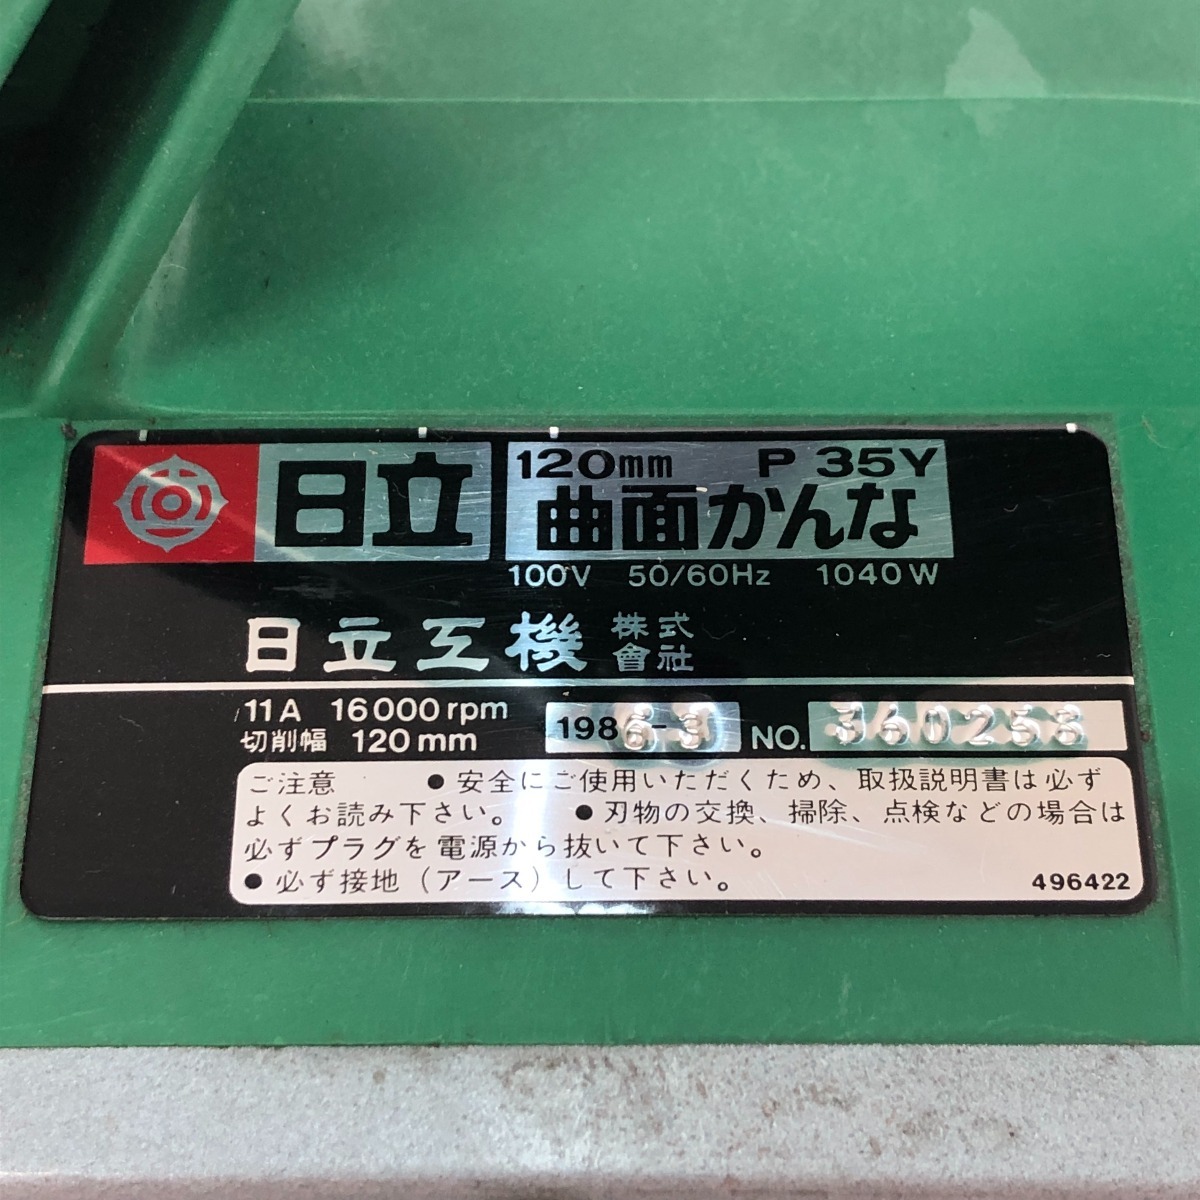 日立
120mm P 35Y
曲面かんな
100V 50/60Hz 1040W
日立工機 株式會社
11A 16000rpm
切削幅 120mm
1986-3 NO. 360258
ご注意 ●安全にご使用いただくため、取扱説明書は必ず
よくお読み下さい。 ●刃物の交換、掃除、点検などの場合は
必ずプラグを電源から抜いて下さい。
●必ず接地（アース）して下さい。 496422